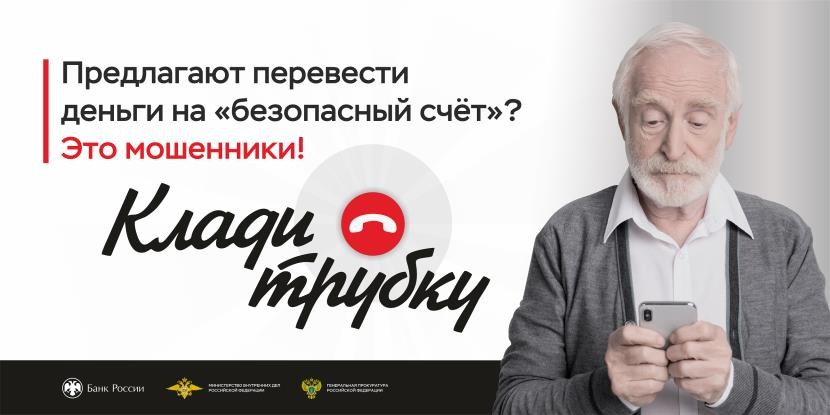 Предлагают перевести
деньги на «безопасный счёт»?
Это мошенники!
Клади
трубку
Банк России
МИНИСТЕРСТВО ВНУТРЕННИХ ДЕЛ
РОССИЙСКОЙ ФЕДЕРАЦИИ
ГЕНЕРАЛЬНАЯ ПРОКУРАТУРА
РОССИЙСКОЙ ФЕДЕРАЦИИ